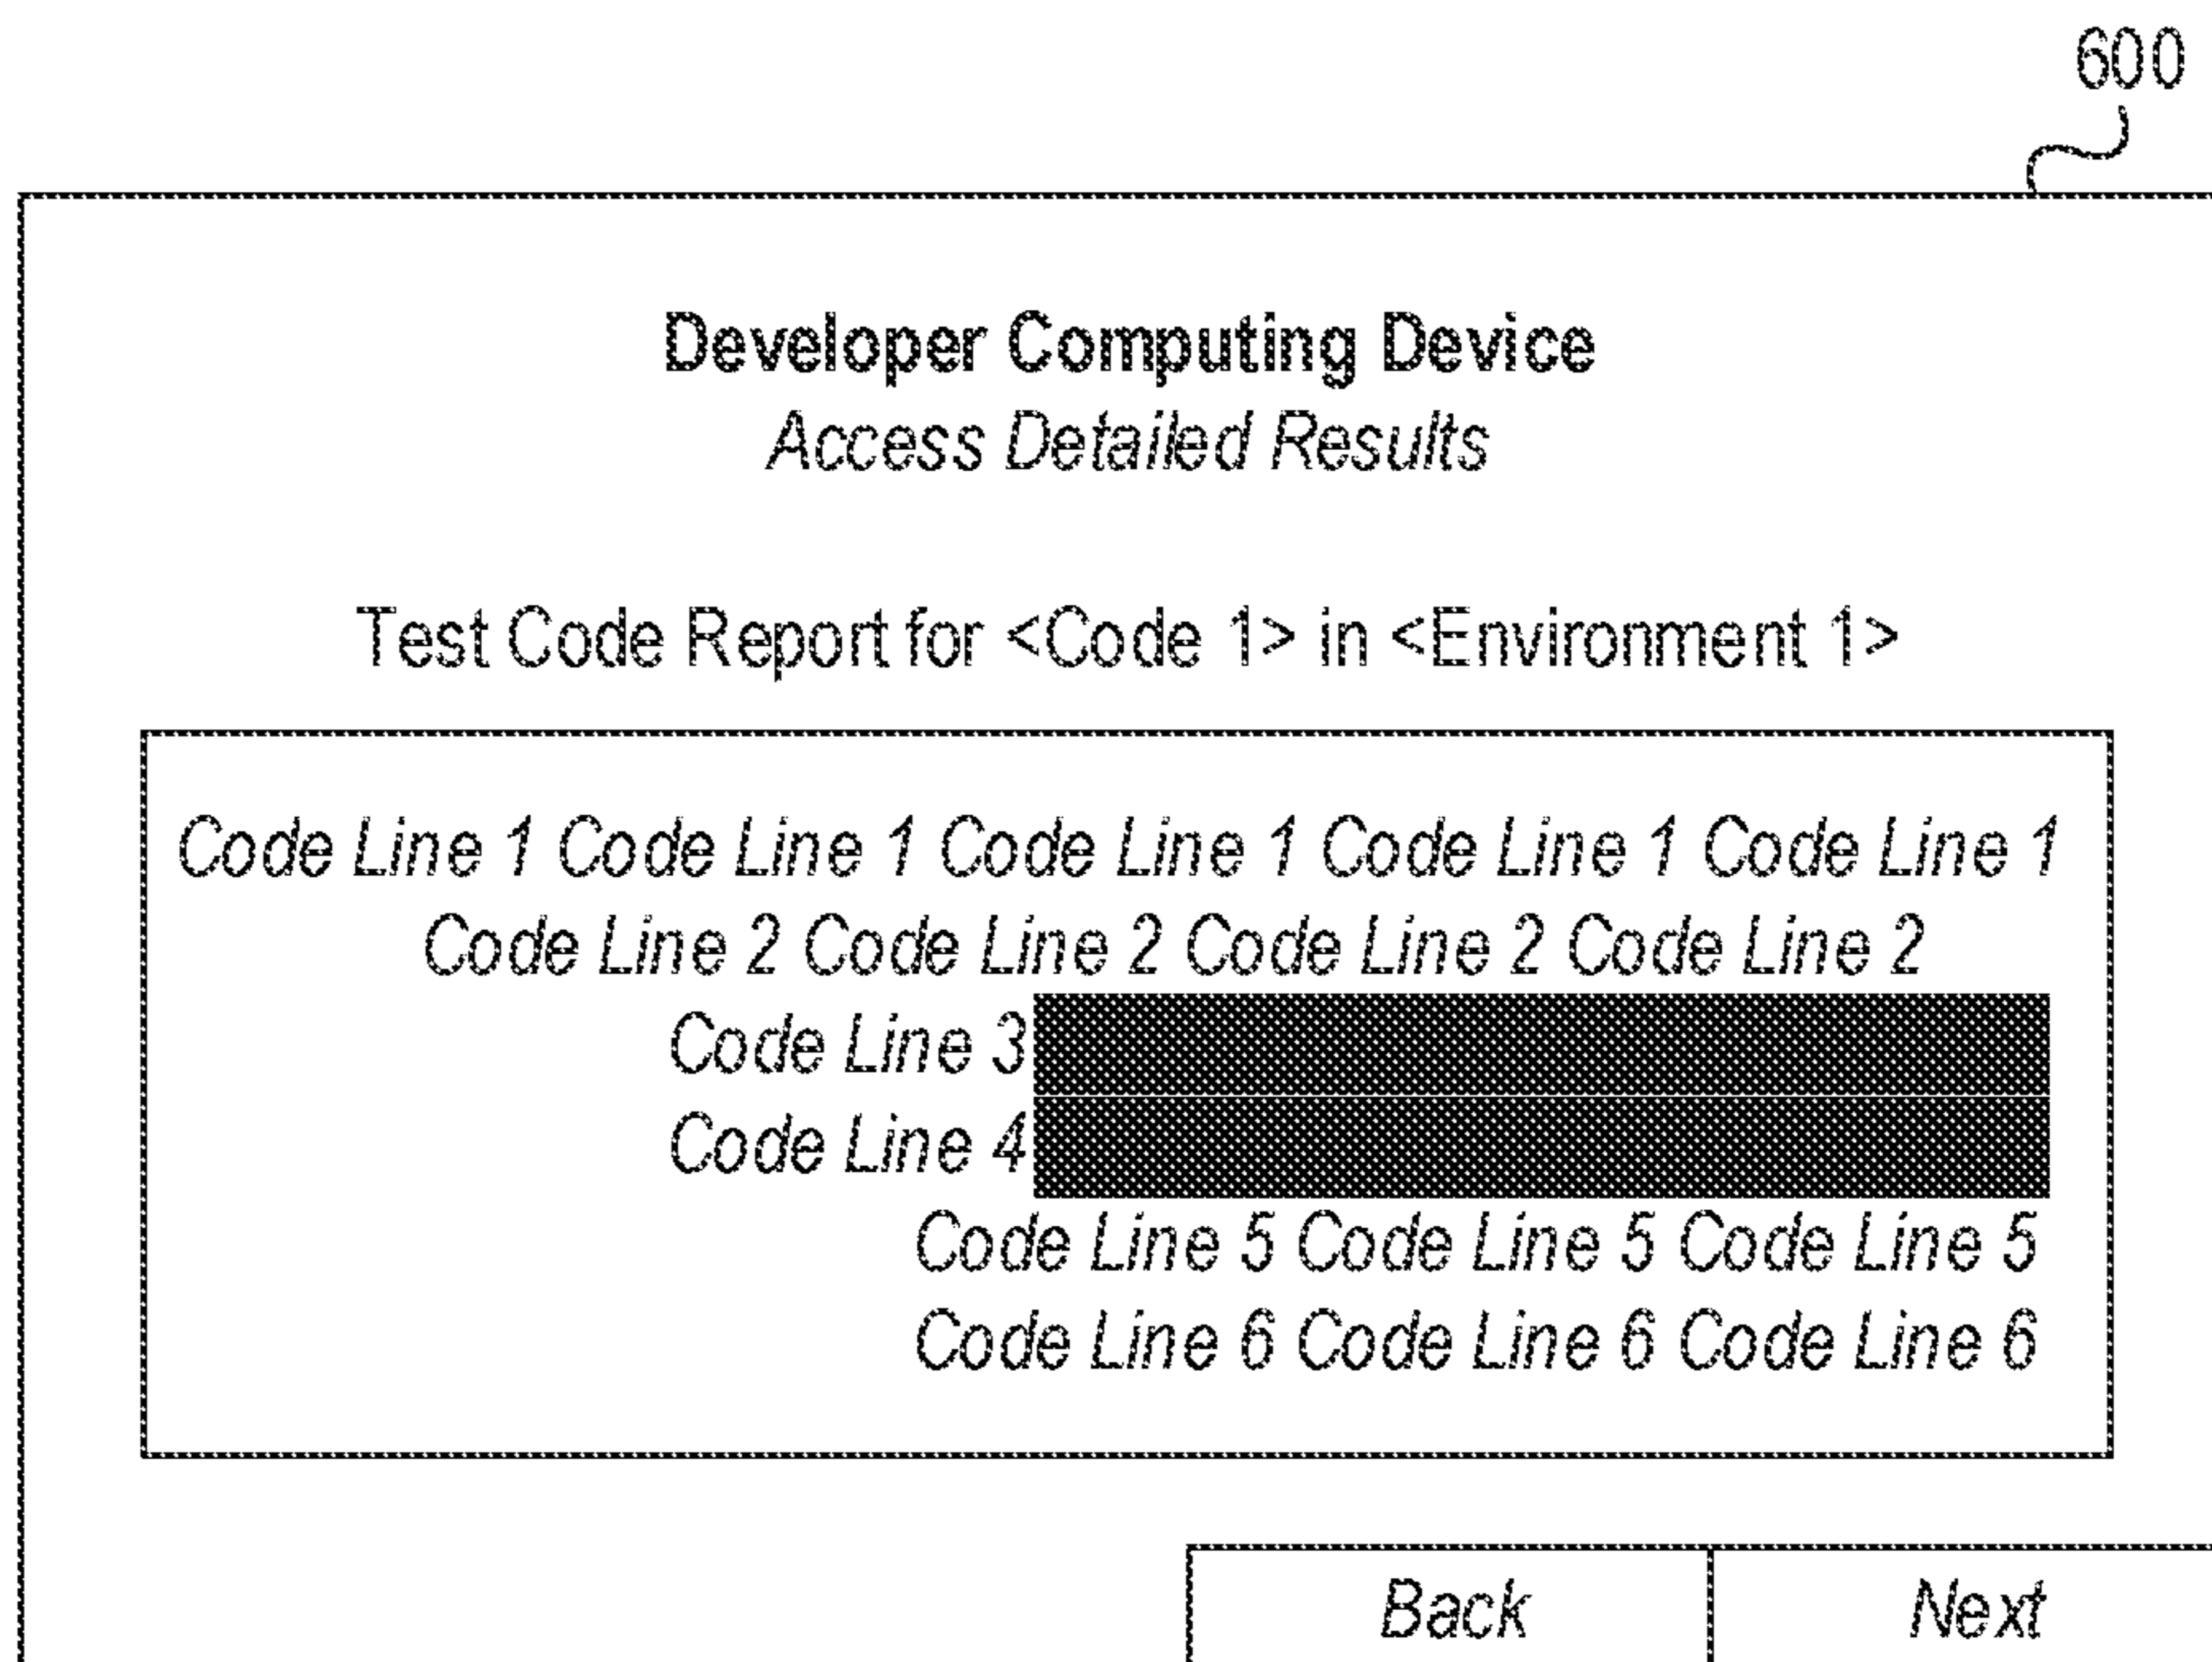 600
Developer Computing Device
Access Detailed Results
Test Code Report for <Code 1> in <Environment 1>
Code Line 1 Code Line 1 Code Line 1 Code Line 1 Code Line 1
Code Line 2 Code Line 2 Code Line 2 Code Line 2
Code Line 3
Code Line 4
Code Line 5 Code Line 5 Code Line 5
Code Line 6 Code Line 6 Code Line 6
Back Next